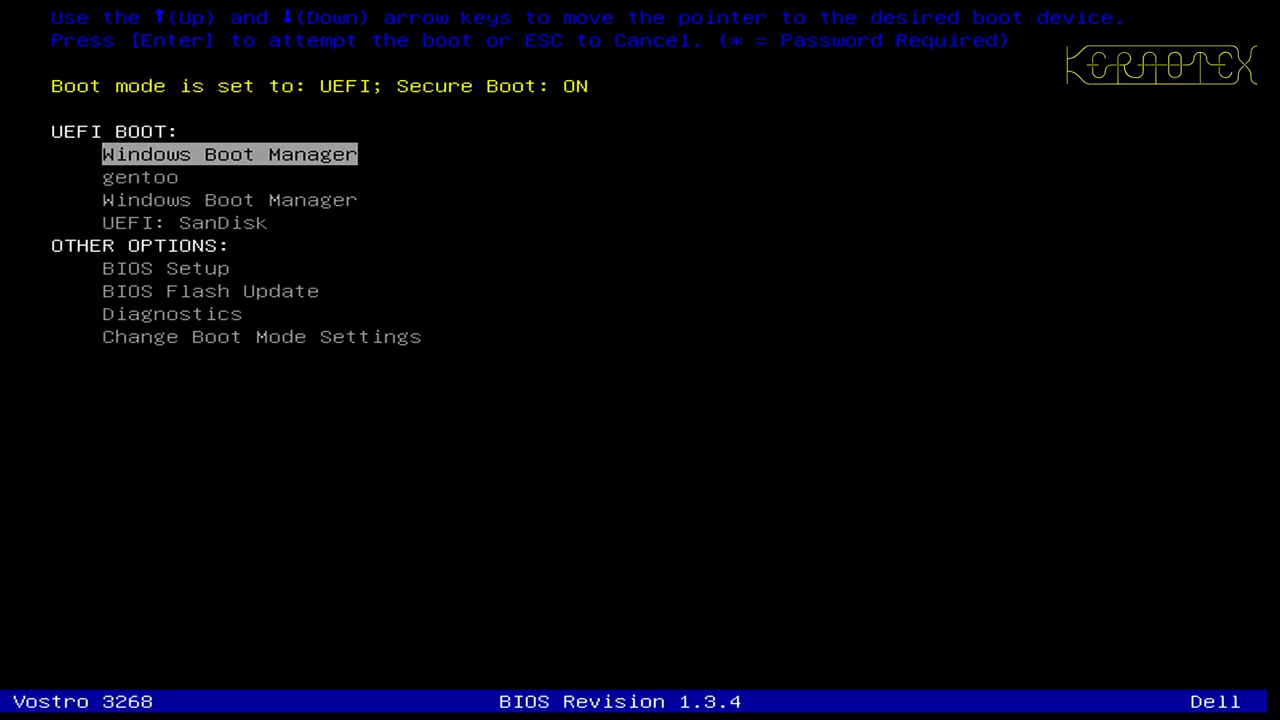 Use the ↑(Up) and ↓(Down) arrow keys to move the pointer to the desired boot device.
Press [Enter] to attempt the boot or ESC to Cancel. (* = Password Required)
KERNOTEX
Boot mode is set to: UEFI; Secure Boot: ON
UEFI BOOT:
Windows Boot Manager
gentoo
Windows Boot Manager
UEFI: SanDisk
OTHER OPTIONS:
BIOS Setup
BIOS Flash Update
Diagnostics
Change Boot Mode Settings
Vostro 3268 BIOS Revision 1.3.4 Dell